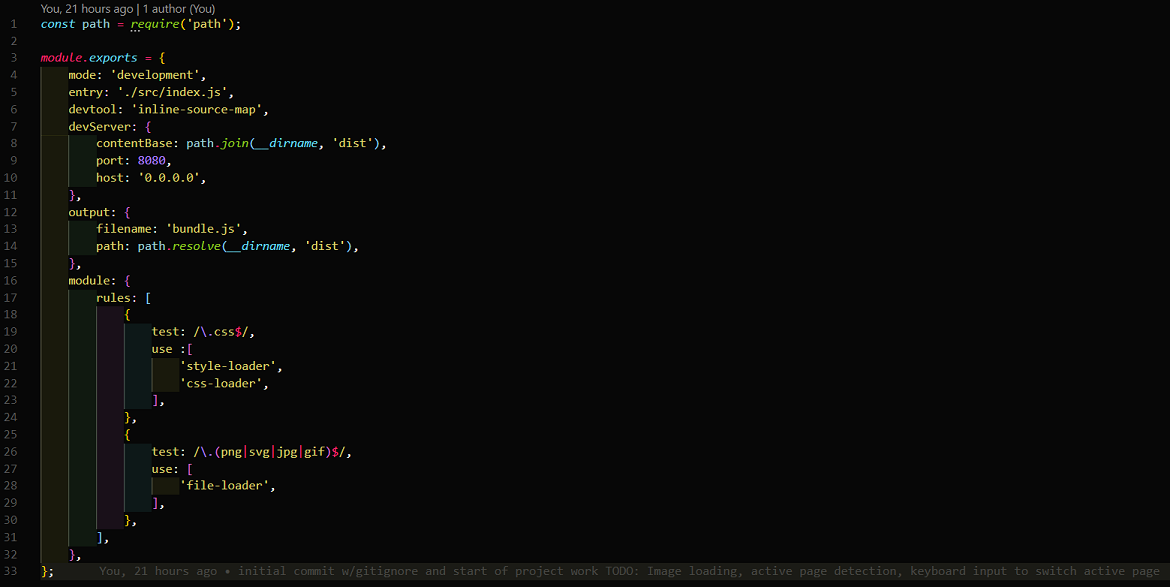 You, 21 hours ago | 1 author (You)
1 const path = require('path');
2
3 module.exports = {
4     mode: 'development',
5     entry: './src/index.js',
6     devtool: 'inline-source-map',
7     devServer: {
8         contentBase: path.join(__dirname, 'dist'),
9         port: 8080,
10         host: '0.0.0.0',
11     },
12     output: {
13         filename: 'bundle.js',
14         path: path.resolve(__dirname, 'dist'),
15     },
16     module: {
17         rules: [
18             {
19                 test: /\.css$/,
20                 use :[
21                     'style-loader',
22                     'css-loader',
23                 ],
24             },
25             {
26                 test: /\.(png|svg|jpg|gif)$/,
27                 use: [
28                     'file-loader',
29                 ],
30             },
31         ],
32     },
33 };     You, 21 hours ago • initial commit w/gitignore and start of project work TODO: Image loading, active page detection, keyboard input to switch active page